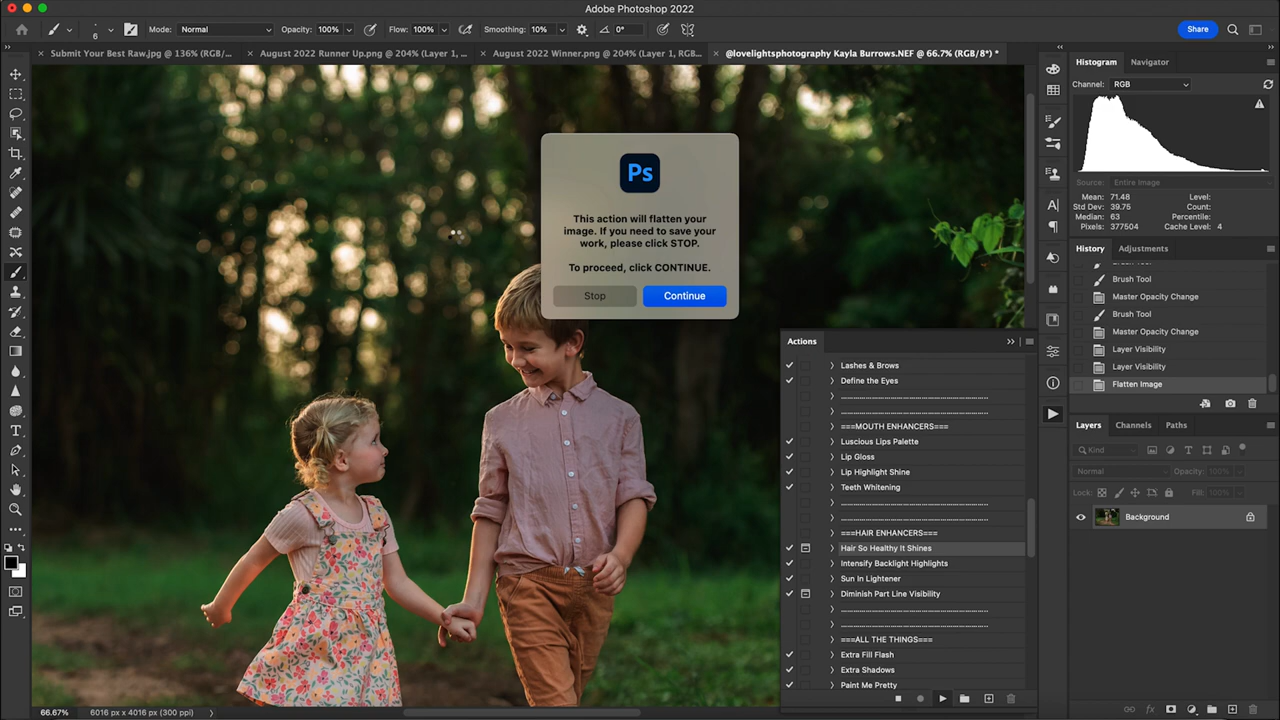 Adobe Photoshop 2022
6
Mode: Normal
Opacity: 100%
Flow: 100%
Smoothing: 10%
0°
Share
× Submit Your Best Raw.jpg @ 136% (RGB/...
× August 2022 Runner Up.png @ 204% (Layer 1, ...
× August 2022 Winner.png @ 204% (Layer 1, RGB...
× @lovelightsphotography Kayla Burrows.NEF @ 66.7% (RGB/8*) *
Ps
This action will flatten your
image. If you need to save your
work, please click STOP.
To proceed, click CONTINUE.
Stop
Continue
Actions
Lashes & Brows
Define the Eyes
===MOUTH ENHANCERS===
Luscious Lips Palette
Lip Gloss
Lip Highlight Shine
Teeth Whitening
===HAIR ENHANCERS===
Hair So Healthy It Shines
Intensify Backlight Highlights
Sun In Lightener
Diminish Part Line Visibility
===ALL THE THINGS===
Extra Fill Flash
Extra Shadows
Paint Me Pretty
Histogram
Navigator
Channel: RGB
Source: Entire Image
Mean: 71.48
Level:
Std Dev: 39.75
Count:
Median: 63
Percentile:
Pixels: 377504
Cache Level: 4
History
Adjustments
Brush Tool
Brush Tool
Master Opacity Change
Brush Tool
Master Opacity Change
Layer Visibility
Layer Visibility
Flatten Image
Layers
Channels
Paths
Kind
Normal
Opacity: 100%
Lock:
Fill: 100%
Background
fx
66.67%
6016 px x 4016 px (300 ppi)